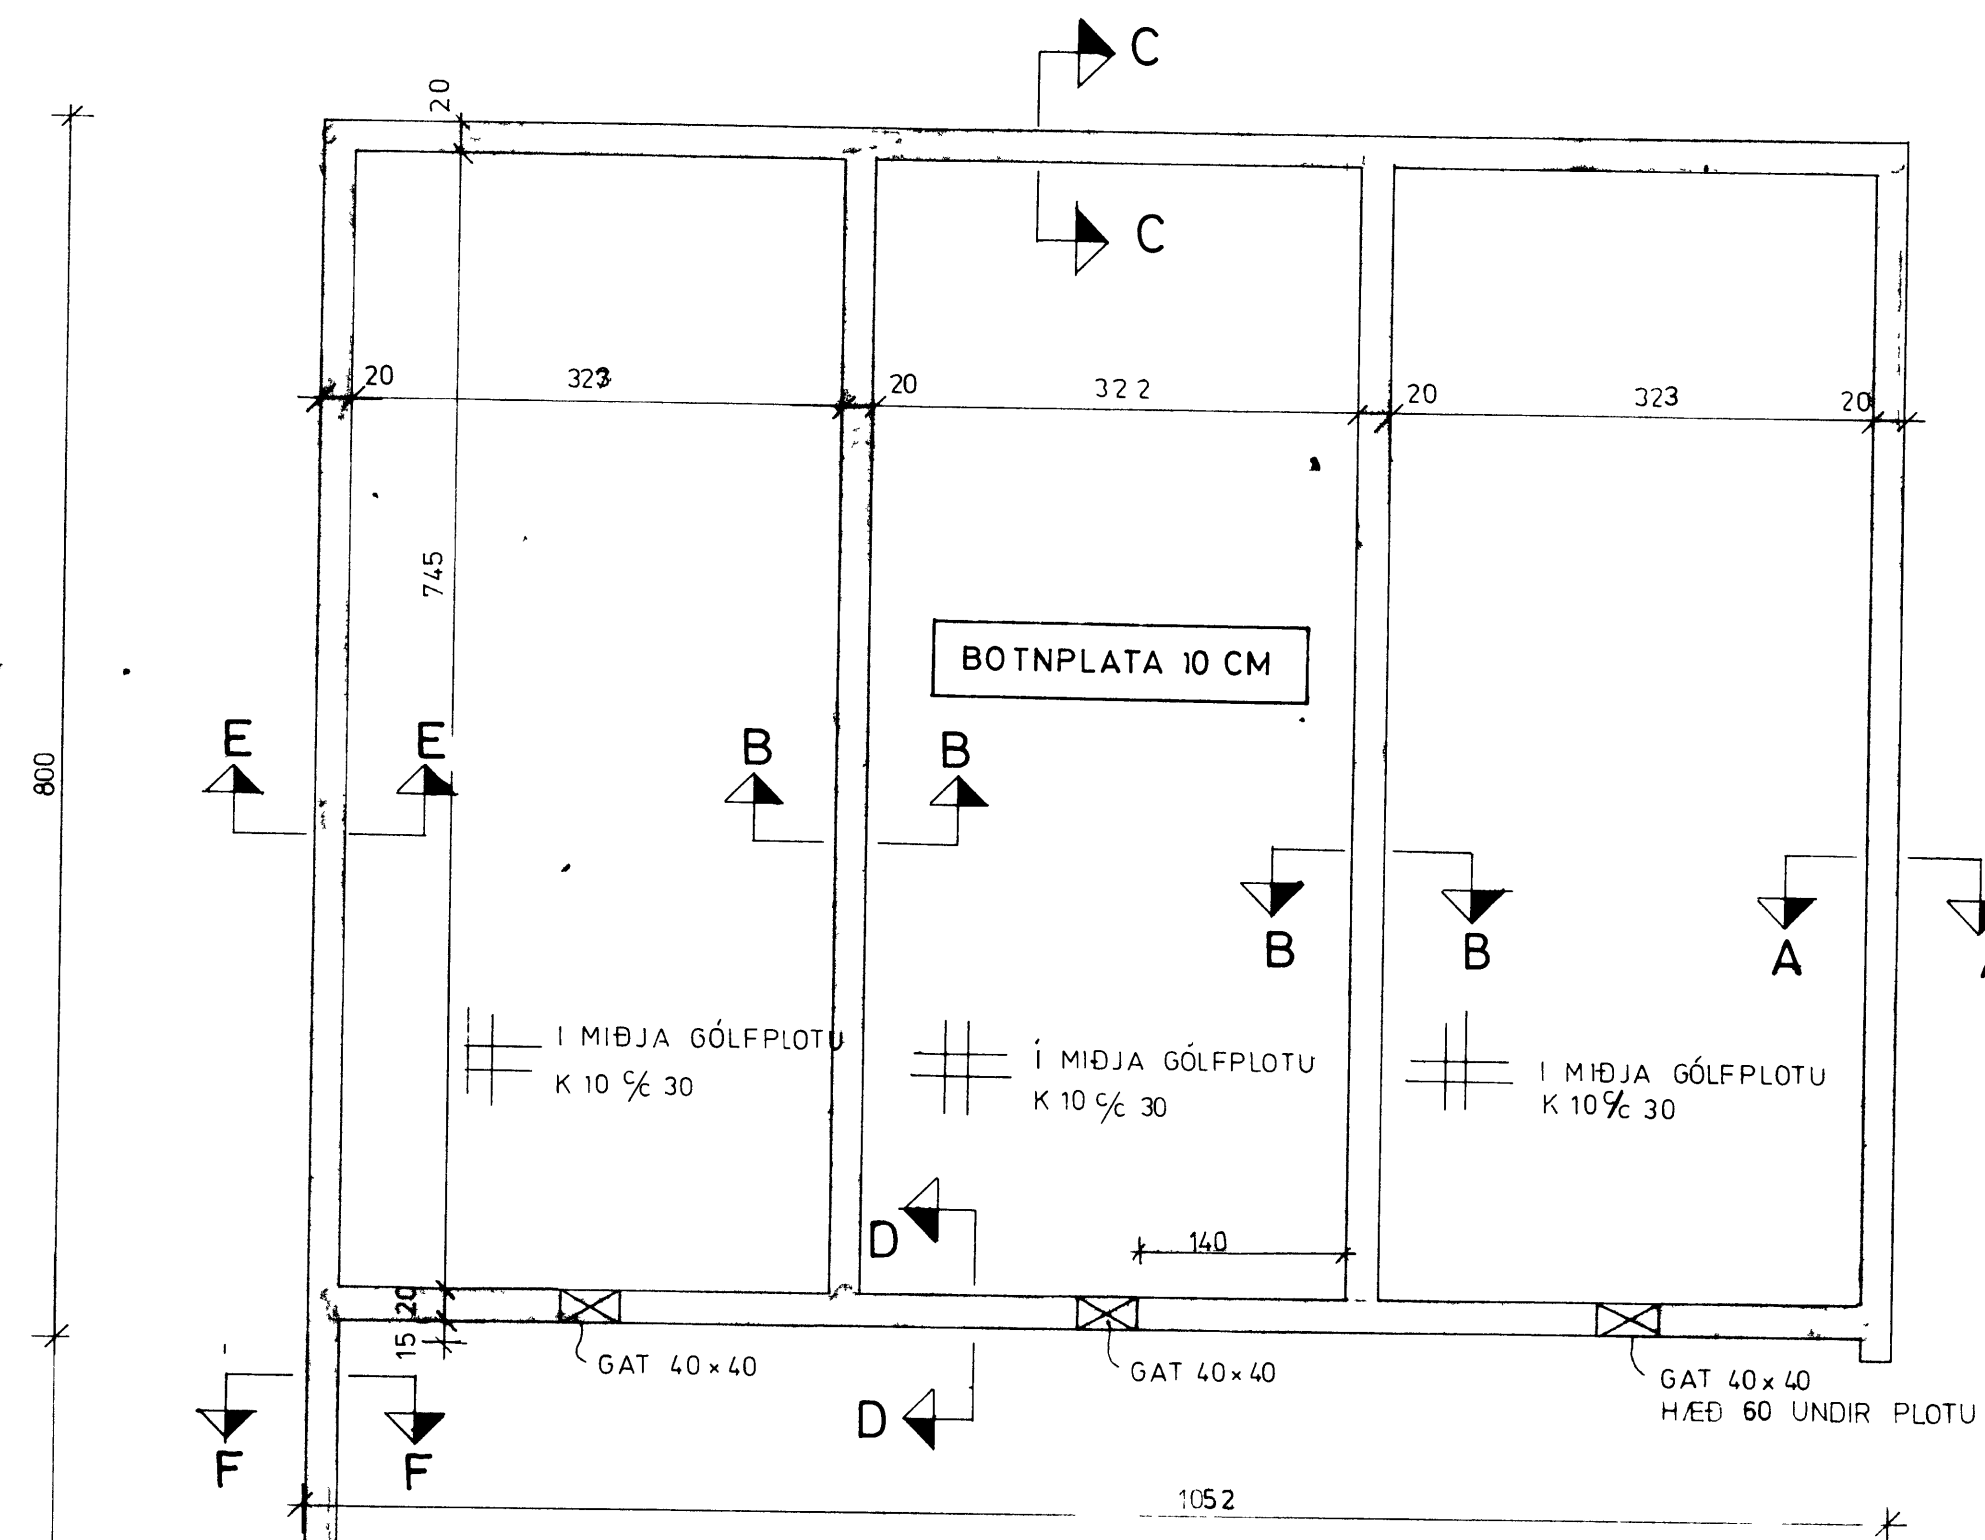 C
20
C
20
323
20
322
20
323
20
745
BOTNPLATA 10 CM
800
E
E
B
B
B
B
A
I MIÐJA GÓLFPLOTU
K 10 c/c 30
Í MIÐJA GÓLFPLOTU
K 10 c/c 30
I MIÐJA GÓLFPLOTU
K 10 c/c 30
D
140
20
15
GAT 40×40
GAT 40×40
GAT 40×40
HÆÐ 60 UNDIR PLOTU
D
F
F
1052